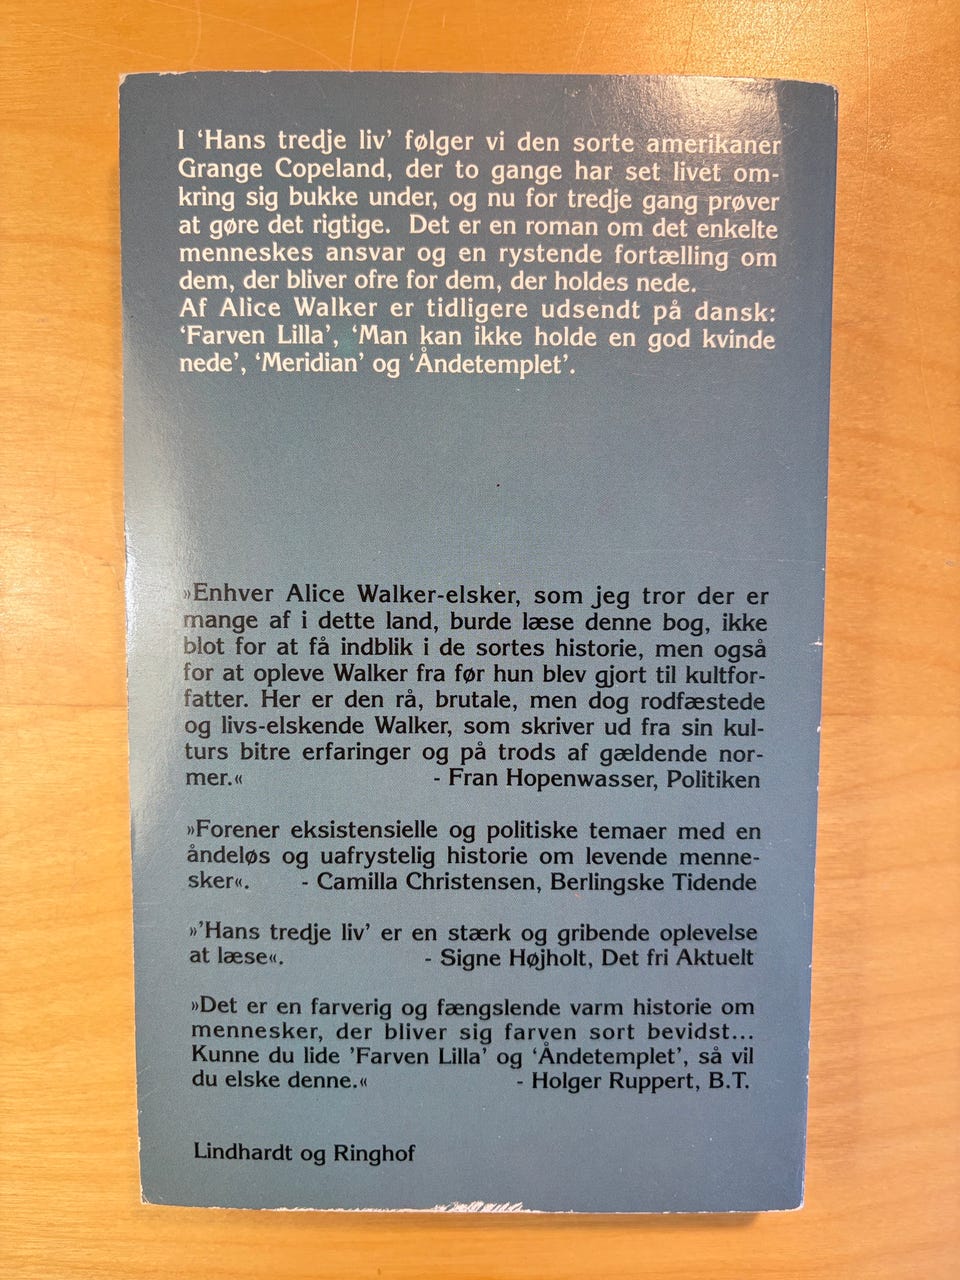 I ‘Hans tredje liv’ følger vi den sorte amerikaner
Grange Copeland, der to gange har set livet om-
kring sig bukke under, og nu for tredje gang prøver
at gøre det rigtige. Det er en roman om det enkelte
menneskes ansvar og en rystende fortælling om
dem, der bliver ofre for dem, der holdes nede.
Af Alice Walker er tidligere udsendt på dansk:
‘Farven Lilla’, ‘Man kan ikke holde en god kvinde
nede’, ‘Meridian’ og ‘Åndetemplet’.
»Enhver Alice Walker-elsker, som jeg tror der er
mange af i dette land, burde læse denne bog, ikke
blot for at få indblik i de sortes historie, men også
for at opleve Walker fra før hun blev gjort til kultfor-
fatter. Her er den rå, brutale, men dog rodfæstede
og livs-elskende Walker, som skriver ud fra sin kul-
turs bitre erfaringer og på trods af gældende nor-
mer.« - Fran Hopenwasser, Politiken
»Forener eksistensielle og politiske temaer med en
åndeløs og uafrystelig historie om levende menne-
sker«. - Camilla Christensen, Berlingske Tidende
»’Hans tredje liv’ er en stærk og gribende oplevelse
at læse«. - Signe Højholt, Det fri Aktuelt
»Det er en farverig og fængslende varm historie om
mennesker, der bliver sig farven sort bevidst...
Kunne du lide ’Farven Lilla’ og ‘Åndetemplet’, så vil
du elske denne.« - Holger Ruppert, B.T.
Lindhardt og Ringhof